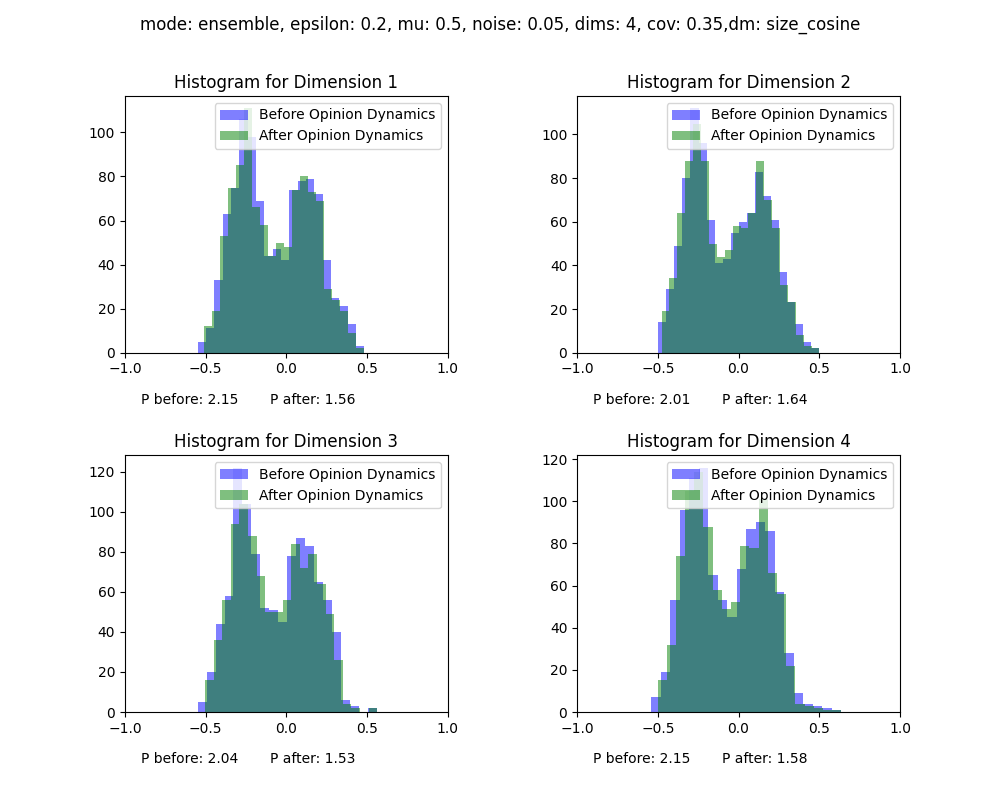 mode: ensemble, epsilon: 0.2, mu: 0.5, noise: 0.05, dims: 4, cov: 0.35,dm: size_cosine
Histogram for Dimension 1
Before Opinion Dynamics
After Opinion Dynamics
100
80
60
40
20
0
−1.0 −0.5 0.0 0.5 1.0
P before: 2.15 P after: 1.56
Histogram for Dimension 2
Before Opinion Dynamics
After Opinion Dynamics
100
80
60
40
20
0
−1.0 −0.5 0.0 0.5 1.0
P before: 2.01 P after: 1.64
Histogram for Dimension 3
Before Opinion Dynamics
After Opinion Dynamics
120
100
80
60
40
20
0
−1.0 −0.5 0.0 0.5 1.0
P before: 2.04 P after: 1.53
Histogram for Dimension 4
Before Opinion Dynamics
After Opinion Dynamics
120
100
80
60
40
20
0
−1.0 −0.5 0.0 0.5 1.0
P before: 2.15 P after: 1.58